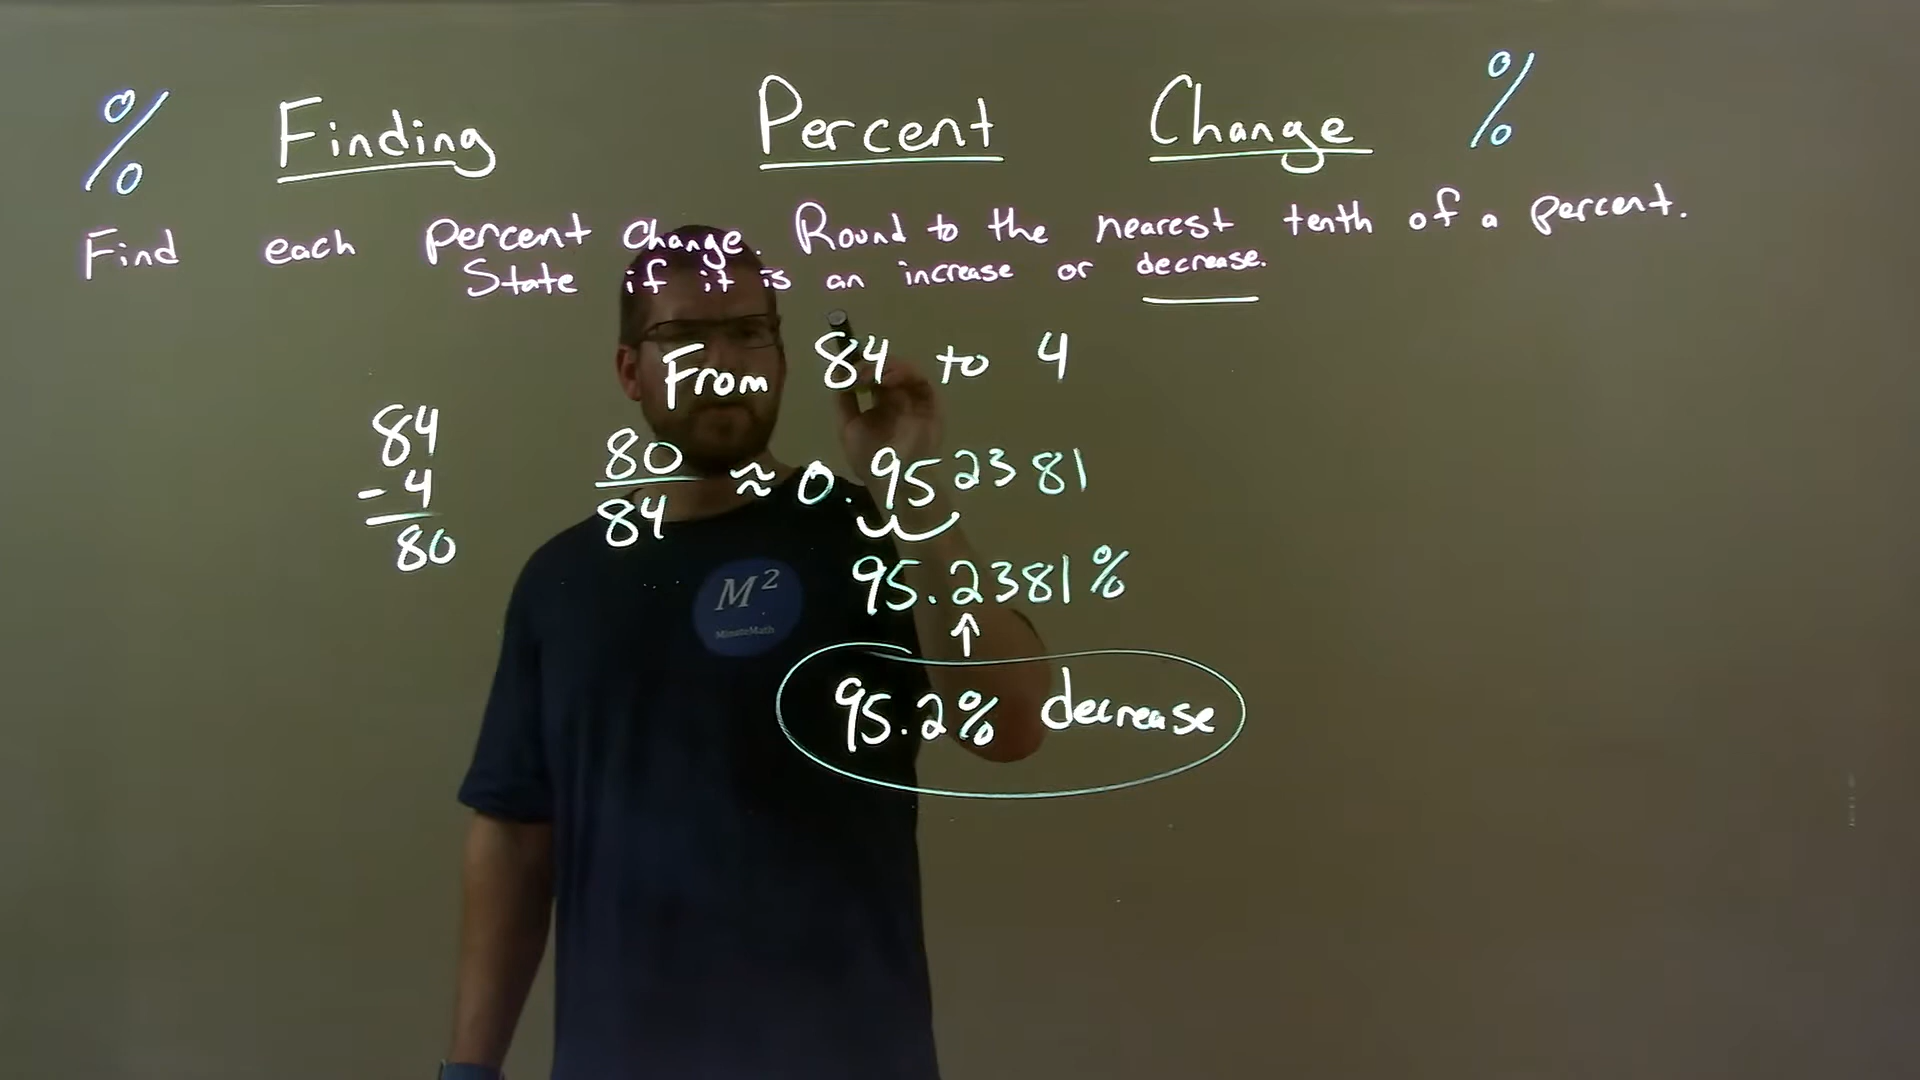 % Finding Percent Change %
Find each percent change. Round to the nearest tenth of a percent.
State if it is an increase or decrease.
From 84 to 4
84
- 4
80
80
84
≈ 0.952381
95.2381%
↑
95.2% decrease
M²
MinuteMath